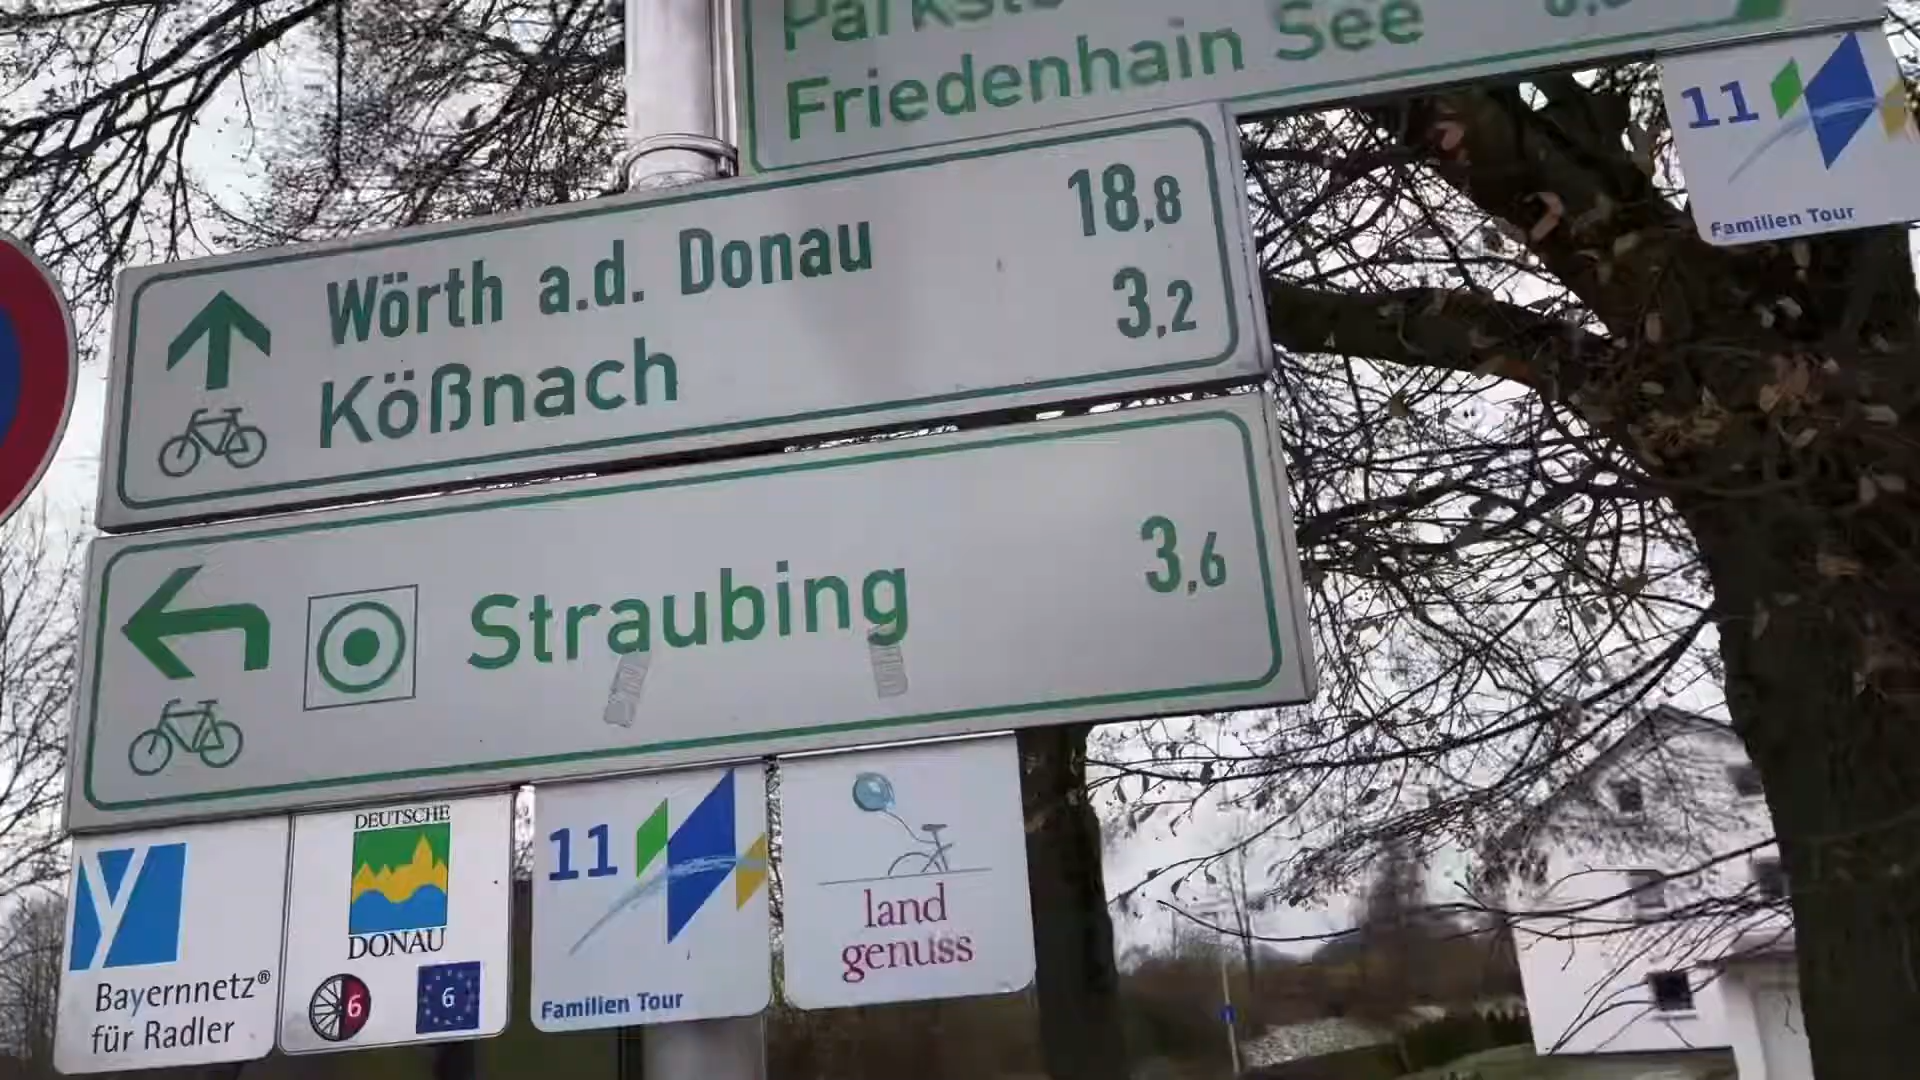 Friedenhain See
11
Familien Tour
Wörth a.d. Donau 18,8
Kößnach 3,2
Straubing 3,6
Bayernnetz®
für Radler
DEUTSCHE
DONAU
6 6
11
Familien Tour
land
genuss